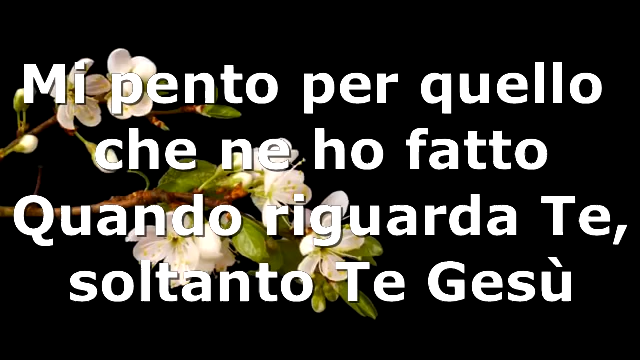 Mi pento per quello
che ne ho fatto
Quando riguarda Te,
soltanto Te Gesù